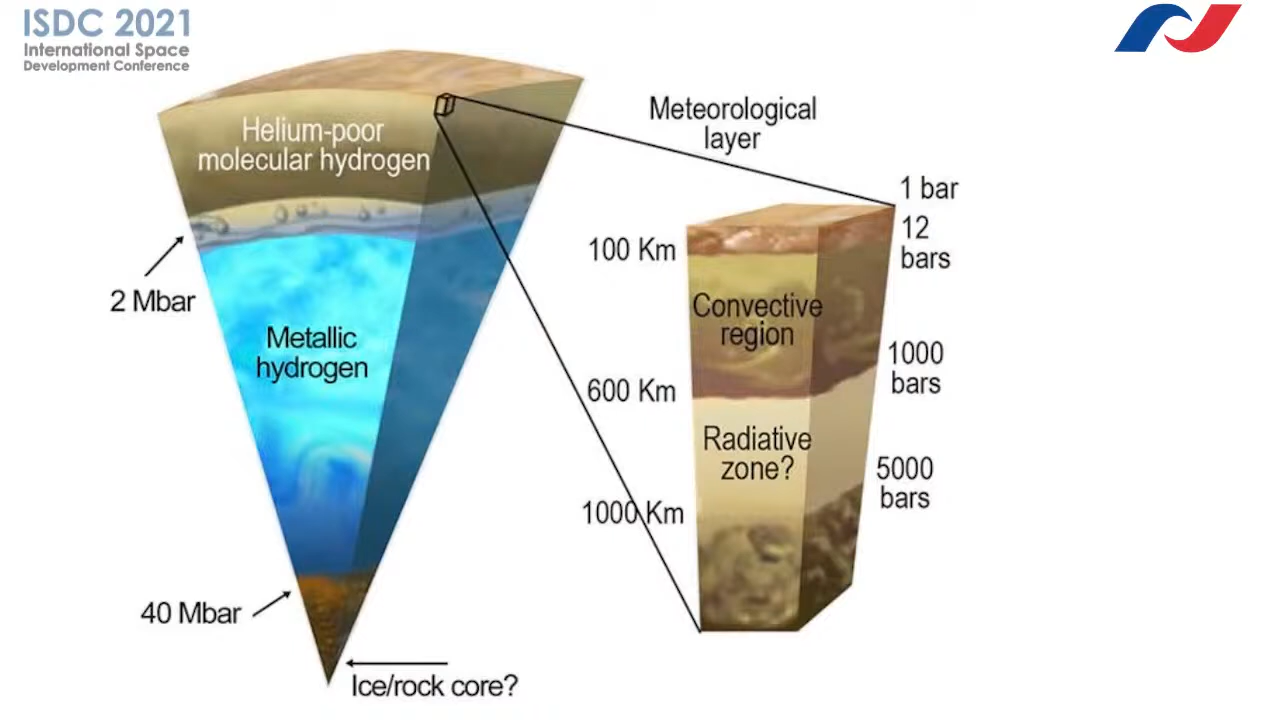 ISDC 2021
International Space
Development Conference
Helium-poor
molecular hydrogen
2 Mbar
Metallic
hydrogen
40 Mbar
Ice/rock core?
Meteorological
layer
1 bar
12
bars
100 Km
Convective
region
1000
bars
600 Km
Radiative
zone?
5000
bars
1000 Km